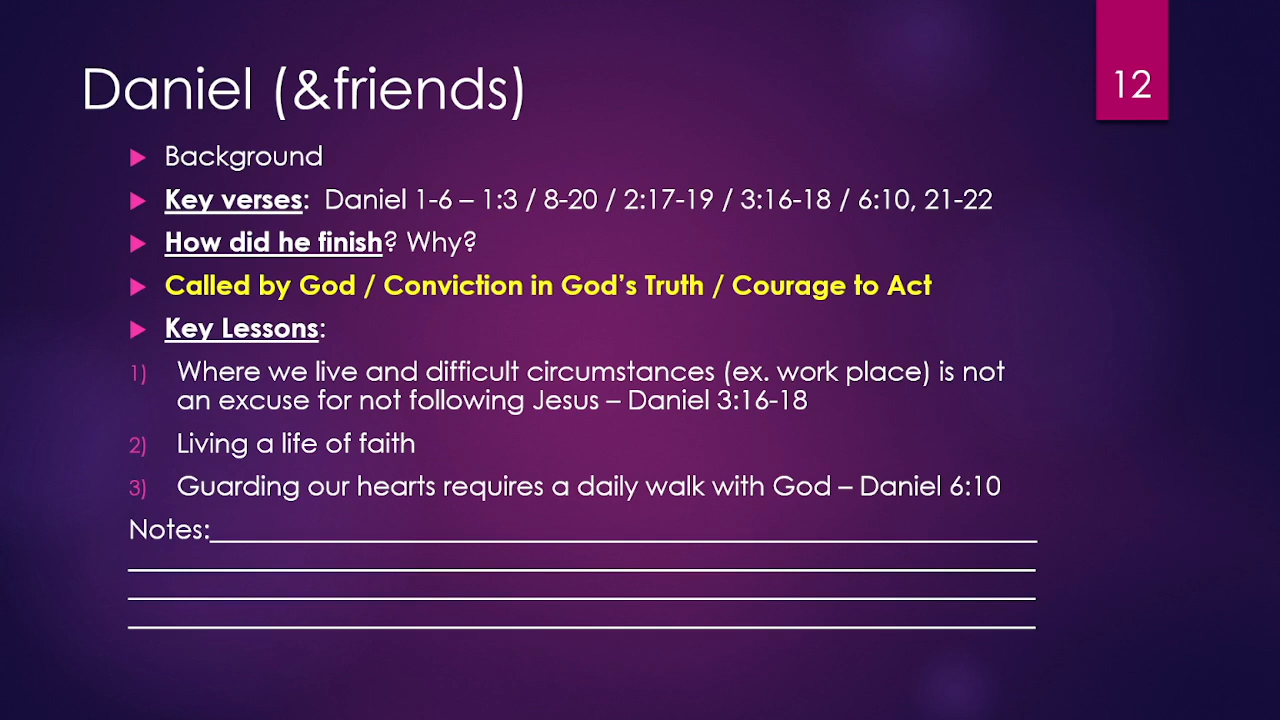 Daniel (&friends)
12
Background
Key verses: Daniel 1-6 – 1:3 / 8-20 / 2:17-19 / 3:16-18 / 6:10, 21-22
How did he finish? Why?
Called by God / Conviction in God’s Truth / Courage to Act
Key Lessons:
1) Where we live and difficult circumstances (ex. work place) is not
an excuse for not following Jesus – Daniel 3:16-18
2) Living a life of faith
3) Guarding our hearts requires a daily walk with God – Daniel 6:10
Notes: